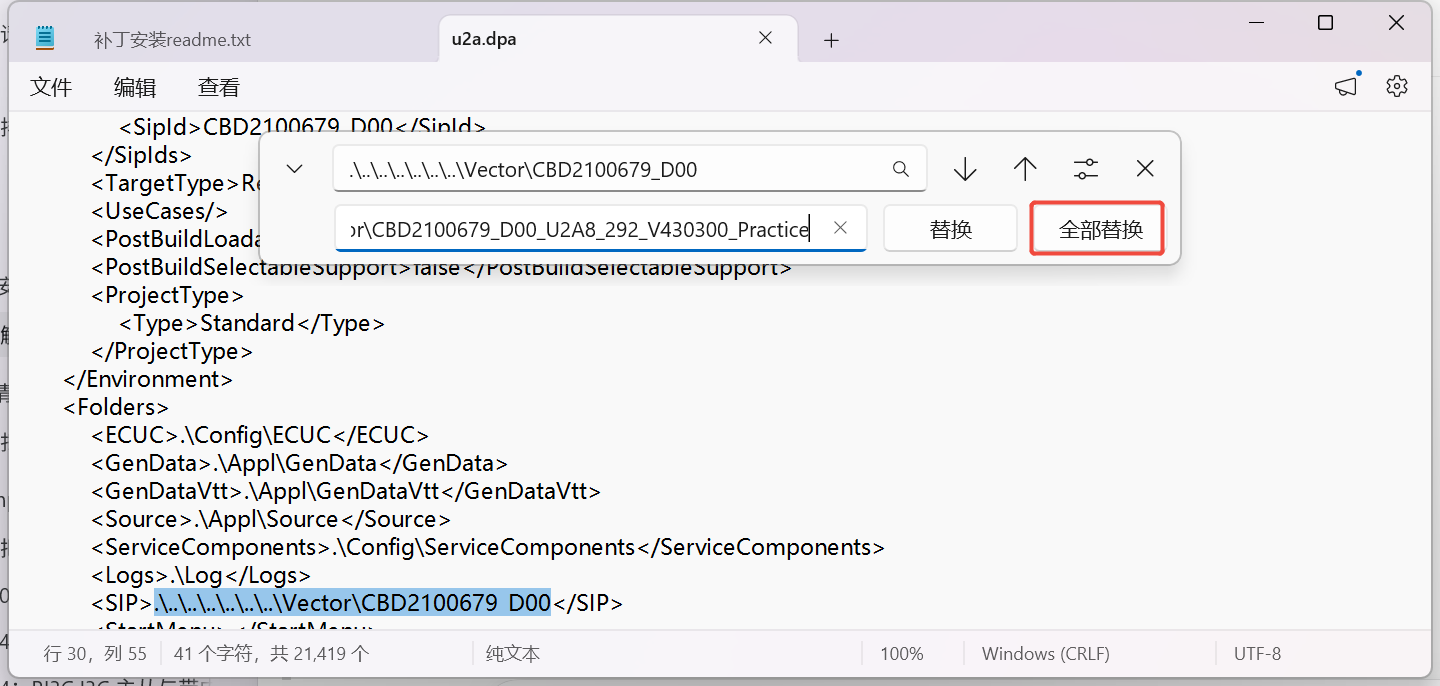 补丁安装readme.txt
u2a.dpa
文件 编辑 查看
<SipId>CBD2100679_D00</SipId>
</SipIds>
.\..\..\..\..\..\..\Vector\CBD2100679_D00
<TargetType>Re
<UseCases/>
or\CBD2100679_D00_U2A8_292_V430300_Practice 替换 全部替换
<PostBuildLoada
<PostBuildSelectableSupport>false</PostBuildSelectableSupport>
<ProjectType>
<Type>Standard</Type>
</ProjectType>
</Environment>
<Folders>
<ECUC>.\Config\ECUC</ECUC>
<GenData>.\Appl\GenData</GenData>
<GenDataVtt>.\Appl\GenDataVtt</GenDataVtt>
<Source>.\Appl\Source</Source>
<ServiceComponents>.\Config\ServiceComponents</ServiceComponents>
<Logs>.\Log</Logs>
<SIP>.\..\..\..\..\..\..\Vector\CBD2100679_D00</SIP>
<StartMenu> </StartMenu>
行 30，列 55 41 个字符，共 21,419 个 纯文本 100% Windows (CRLF) UTF-8